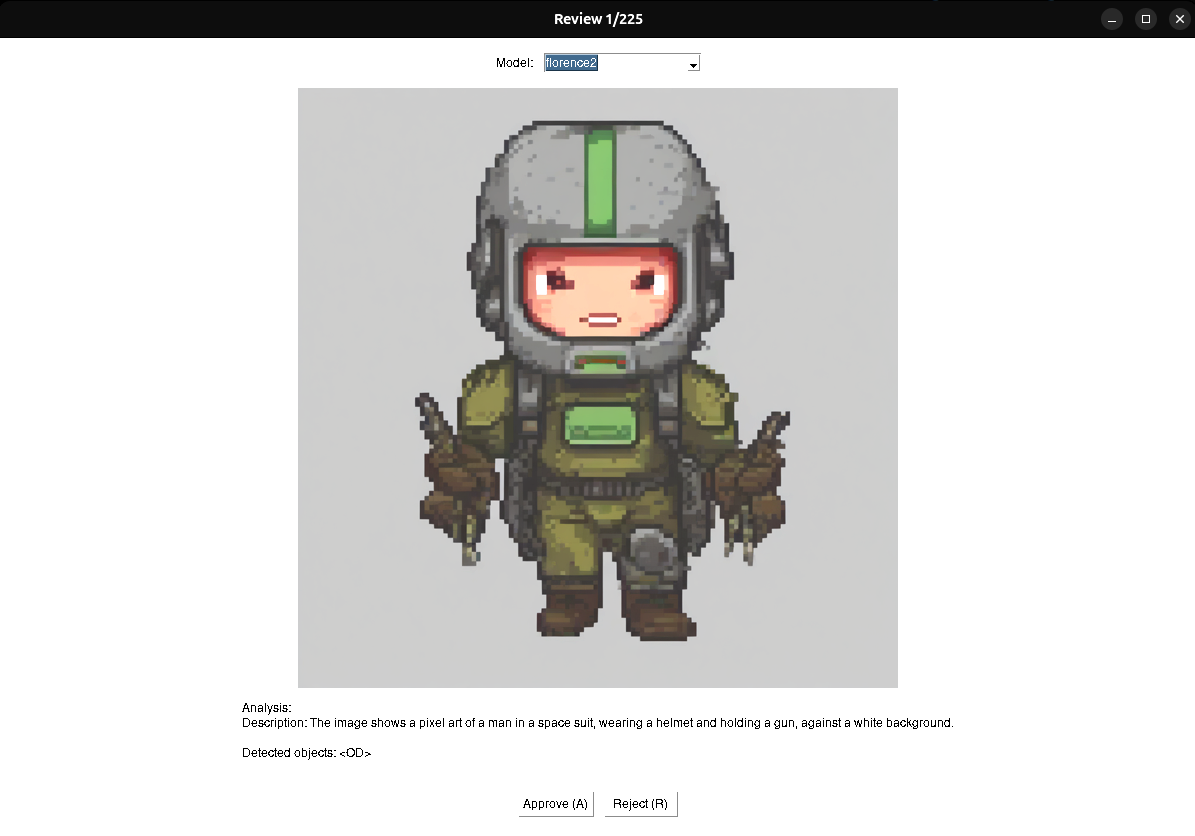 Review 1/225
Model: florence2
Analysis:
Description: The image shows a pixel art of a man in a space suit, wearing a helmet and holding a gun, against a white background.
Detected objects: <OD>
Approve (A) Reject (R)